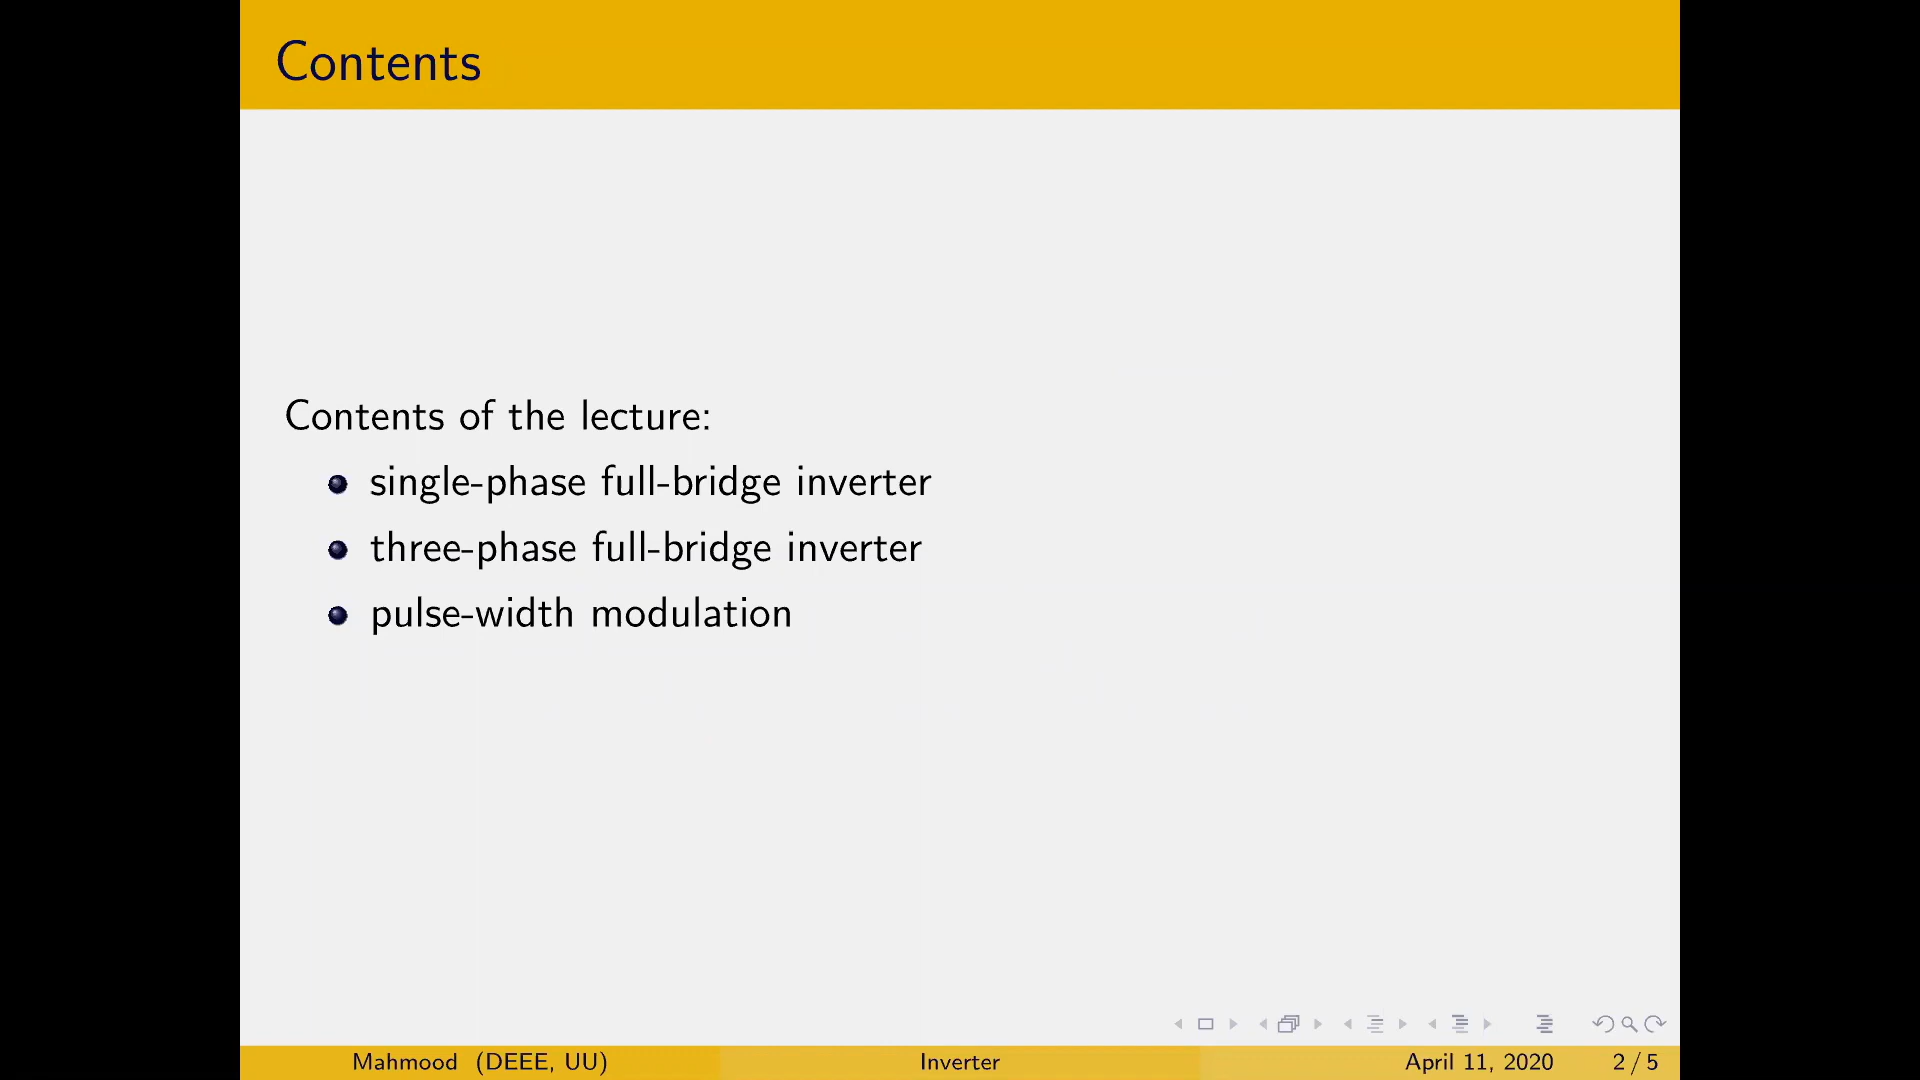 Contents
Contents of the lecture:
single-phase full-bridge inverter
three-phase full-bridge inverter
pulse-width modulation
Mahmood (DEEE, UU) Inverter April 11, 2020 2 / 5